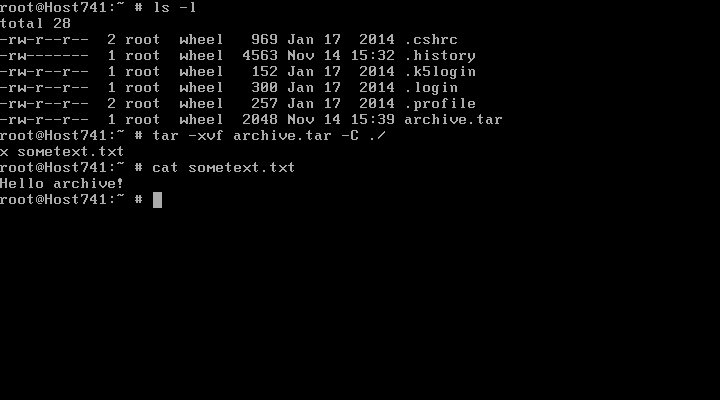 root@Host741:~ # ls -l
total 28
-rw-r--r--  2 root  wheel   969 Jan 17  2014 .cshrc
-rw-------  1 root  wheel  4563 Nov 14 15:32 .history
-rw-r--r--  1 root  wheel   152 Jan 17  2014 .k5login
-rw-r--r--  1 root  wheel   300 Jan 17  2014 .login
-rw-r--r--  2 root  wheel   257 Jan 17  2014 .profile
-rw-r--r--  1 root  wheel  2048 Nov 14 15:39 archive.tar
root@Host741:~ # tar -xvf archive.tar -C ./
x sometext.txt
root@Host741:~ # cat sometext.txt
Hello archive!
root@Host741:~ #